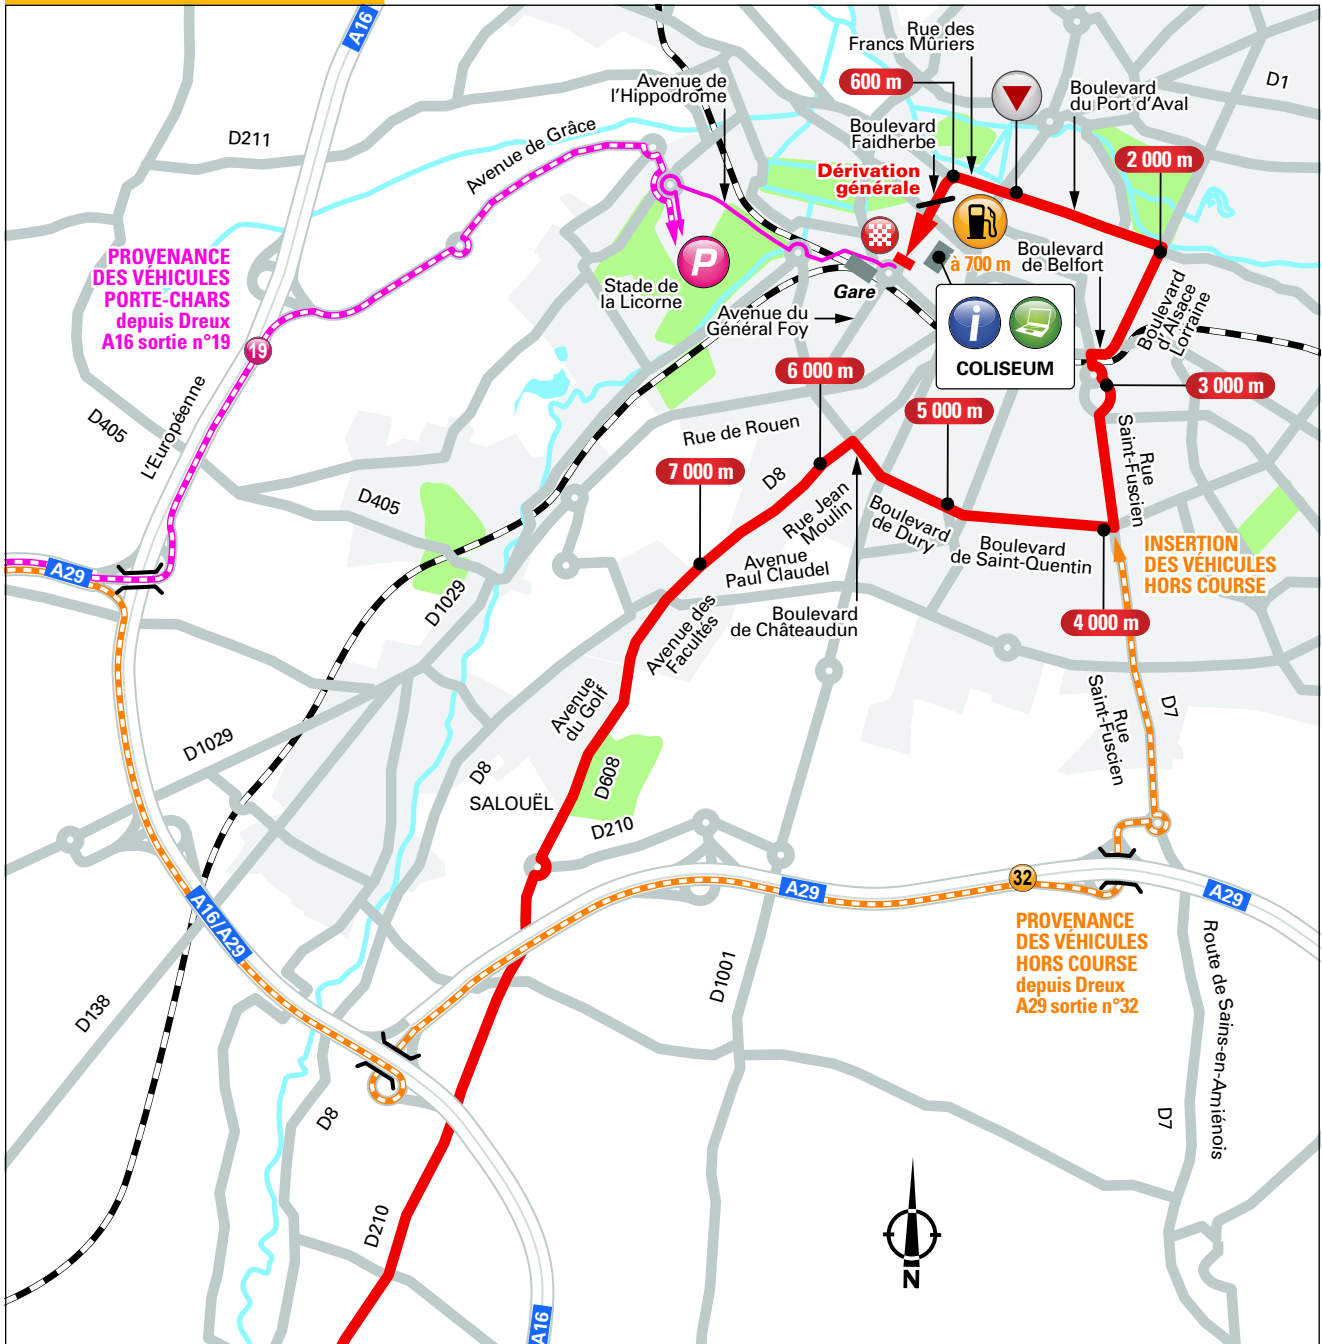 A16
Rue des
Francs Mûriers
600 m
D1
Avenue de
l'Hippodrome
Boulevard
du Port d'Aval
D211
Avenue de Grâce
Boulevard
Faidherbe
2 000 m
Dérivation
générale
PROVENANCE
DES VÉHICULES
PORTE-CHARS
depuis Dreux
A16 sortie n°19
P
à 700 m
Boulevard
de Belfort
Stade de
la Licorne
Gare
Avenue du
Général Foy
Boulevard
d'Alsace
Lorraine
i
COLISEUM
19
6 000 m
3 000 m
5 000 m
L'Européenne
D405
Rue de Rouen
Rue
Saint-Fuscien
7 000 m
D8
D405
Rue Jean
Moulin
Boulevard
de Dury
Boulevard
de Saint-Quentin
INSERTION
DES VÉHICULES
HORS COURSE
A29
Avenue
Paul Claudel
D1029
Boulevard
de Châteaudun
4 000 m
Avenue des
Facultés
Avenue
du Golf
Rue
Saint-Fuscien
D7
D1029
D8
D608
SALOUËL
D210
32
A29
A29
A16/A29
PROVENANCE
DES VÉHICULES
HORS COURSE
depuis Dreux
A29 sortie n°32
D1001
Route de Sains-en-Amiénois
D138
D8
D7
D210
N
A16